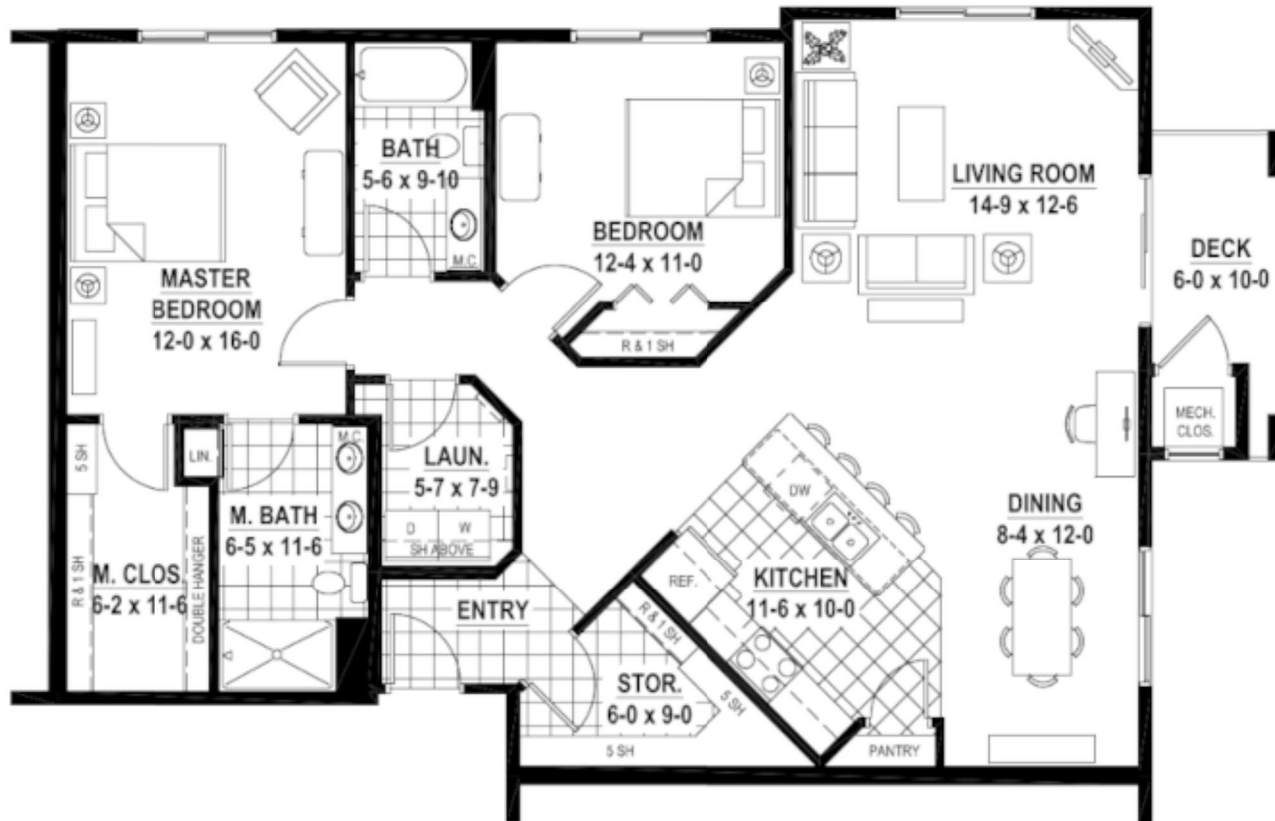 BATH
5-6 x 9-10
M.C.
BEDROOM
12-4 x 11-0
R & 1 SH
LIVING ROOM
14-9 x 12-6
DECK
6-0 x 10-0
MECH.
CLOS.
MASTER
BEDROOM
12-0 x 16-0
5 SH
LIN.
M.C.
M. BATH
6-5 x 11-6
R & 1 SH
M. CLOS.
6-2 x 11-6
DOUBLE HANGER
LAUN.
5-7 x 7-9
D
W
SH ABOVE
ENTRY
STOR.
6-0 x 9-0
R & 1 SH
5 SH
5 SH
DW
REF.
KITCHEN
11-6 x 10-0
PANTRY
DINING
8-4 x 12-0